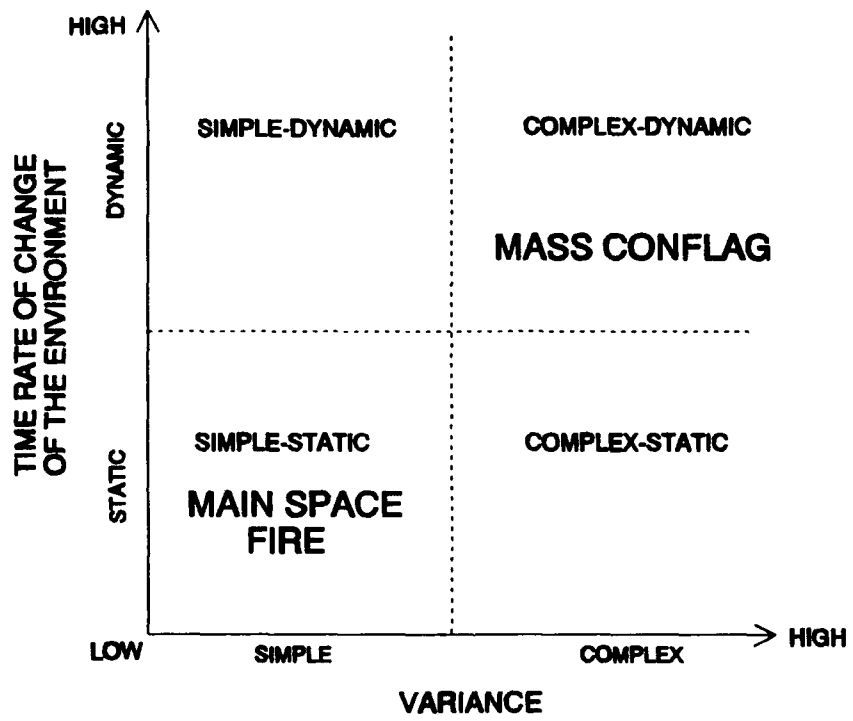 HIGH
SIMPLE-DYNAMIC
COMPLEX-DYNAMIC
DYNAMIC
MASS CONFLAG
TIME RATE OF CHANGE
OF THE ENVIRONMENT
SIMPLE-STATIC
COMPLEX-STATIC
STATIC
MAIN SPACE
FIRE
LOW
SIMPLE
COMPLEX
HIGH
VARIANCE